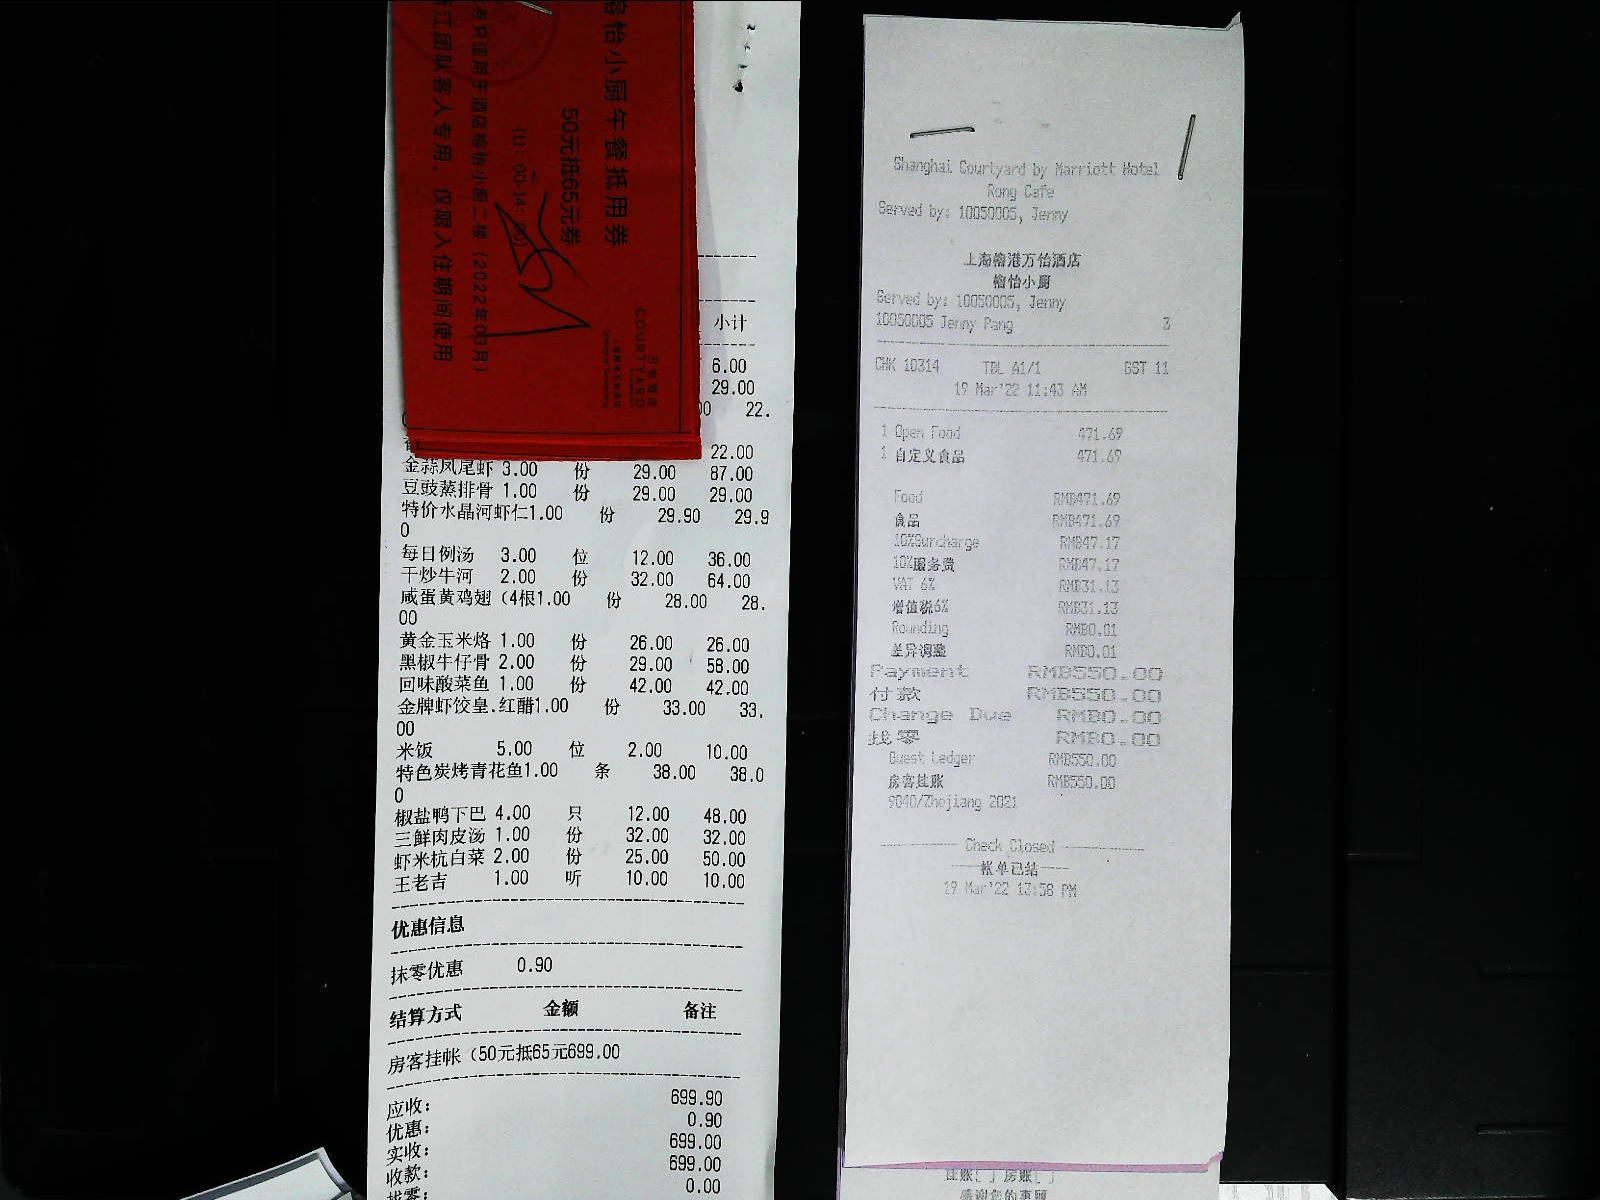 怡小厨午餐抵用券
50元抵65元券
江团队客人专用，仅限入住期间使用
COURTYARD
小计
6.00
29.00
22.
22.00
金蒜凤尾虾 3.00 份 29.00 87.00
豆豉蒸排骨 1.00 份 29.00 29.00
特价水晶河虾仁1.00 份 29.90 29.9
0
每日例汤 3.00 位 12.00 36.00
干炒牛河 2.00 份 32.00 64.00
咸蛋黄鸡翅（4根1.00 份 28.00 28.
00
黄金玉米烙 1.00 份 26.00 26.00
黑椒牛仔骨 2.00 份 29.00 58.00
回味酸菜鱼 1.00 份 42.00 42.00
金牌虾饺皇.红醋1.00 份 33.00 33.
00
米饭 5.00 位 2.00 10.00
特色炭烤青花鱼1.00 条 38.00 38.0
0
椒盐鸭下巴 4.00 只 12.00 48.00
三鲜肉皮汤 1.00 份 32.00 32.00
虾米杭白菜 2.00 份 25.00 50.00
王老吉 1.00 听 10.00 10.00
优惠信息
抹零优惠 0.90
结算方式 金额 备注
房客挂帐（50元抵65元699.00
应收： 699.90
优惠： 0.90
实收： 699.00
收款： 699.00
找零： 0.00
Shanghai Courtyard by Marriott Hotel
Rong Cafe
Served by: 10050005, Jenny
上海榕港万怡酒店
榕怡小厨
Served by: 10050005, Jenny
10050005 Jenny Pang 3
CHK 10314 TBL A1/1 GST 11
19 Mar'22 11:43 AM
1 Open Food 471.69
1 自定义食品 471.69
Food RMB471.69
食品 RMB471.69
10%Surcharge RMB47.17
10%服务费 RMB47.17
VAT 6% RMB31.13
增值税6% RMB31.13
Rounding RMB0.01
差异调整 RMB0.01
Payment RMB550.00
付款 RMB550.00
Change Due RMB0.00
找零 RMB0.00
Guest Ledger RMB550.00
房客挂账 RMB550.00
9040/Zhejiang 2021
Check Closed
帐单已结
19 Mar'22 13:58 PM
挂账[ ] 房账[ ]
感谢您的惠顾